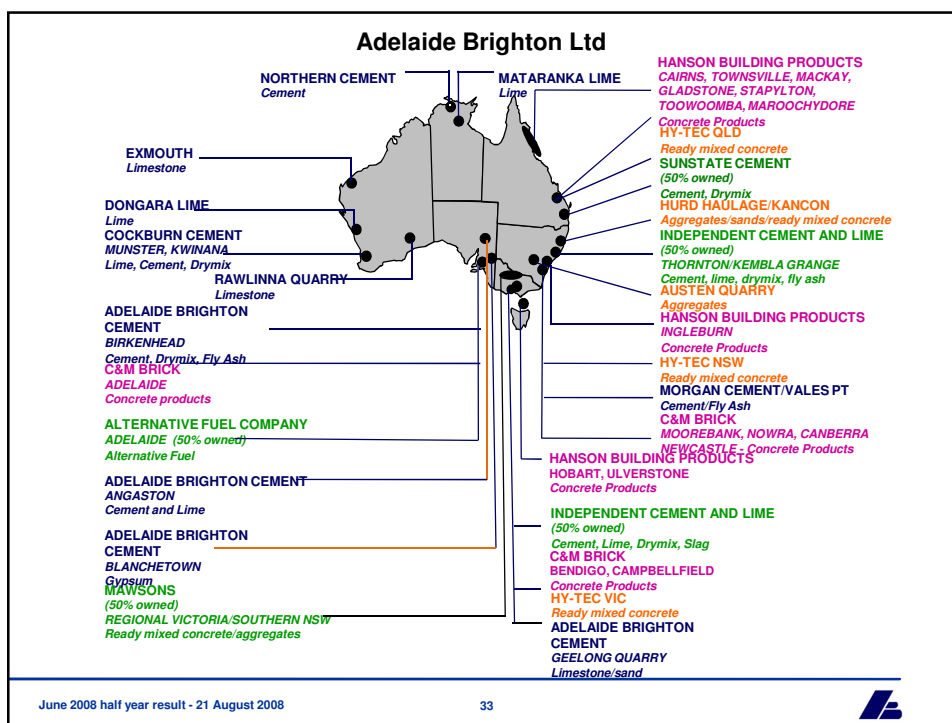 Adelaide Brighton Ltd
NORTHERN CEMENT
Cement
MATARANKA LIME
Lime
EXMOUTH
Limestone
DONGARA LIME
Lime
COCKBURN CEMENT
MUNSTER, KWINANA
Lime, Cement, Drymix
RAWLINNA QUARRY
Limestone
ADELAIDE BRIGHTON
CEMENT
BIRKENHEAD
Cement, Drymix, Fly Ash
C&M BRICK
ADELAIDE
Concrete products
ALTERNATIVE FUEL COMPANY
ADELAIDE (50% owned)
Alternative Fuel
ADELAIDE BRIGHTON CEMENT
ANGASTON
Cement and Lime
ADELAIDE BRIGHTON
CEMENT
BLANCHETOWN
Gypsum
MAWSONS
(50% owned)
REGIONAL VICTORIA/SOUTHERN NSW
Ready mixed concrete/aggregates
HANSON BUILDING PRODUCTS
CAIRNS, TOWNSVILLE, MACKAY,
GLADSTONE, STAPYLTON,
TOOWOOMBA, MAROOCHYDORE
Concrete Products
HY-TEC QLD
Ready mixed concrete
SUNSTATE CEMENT
(50% owned)
Cement, Drymix
HURD HAULAGE/KANCON
Aggregates/sands/ready mixed concrete
INDEPENDENT CEMENT AND LIME
(50% owned)
THORNTON/KEMBLA GRANGE
Cement, lime, drymix, fly ash
AUSTEN QUARRY
Aggregates
HANSON BUILDING PRODUCTS
INGLEBURN
Concrete Products
HY-TEC NSW
Ready mixed concrete
MORGAN CEMENT/VALES PT
Cement/Fly Ash
C&M BRICK
MOOREBANK, NOWRA, CANBERRA
NEWCASTLE - Concrete Products
HANSON BUILDING PRODUCTS
HOBART, ULVERSTONE
Concrete Products
INDEPENDENT CEMENT AND LIME
(50% owned)
Cement, Lime, Drymix, Slag
C&M BRICK
BENDIGO, CAMPBELLFIELD
Concrete Products
HY-TEC VIC
Ready mixed concrete
ADELAIDE BRIGHTON
CEMENT
GEELONG QUARRY
Limestone/sand
June 2008 half year result - 21 August 2008
33